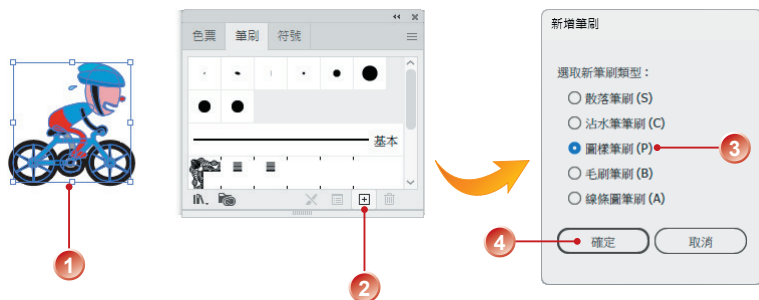 色票 筆刷 符號
基本
1
2
新增筆刷
選取新筆刷類型：
散落筆刷 (S)
沾水筆筆刷 (C)
圖樣筆刷 (P)
3
毛刷筆刷 (B)
線條圖筆刷 (A)
4
確定 取消